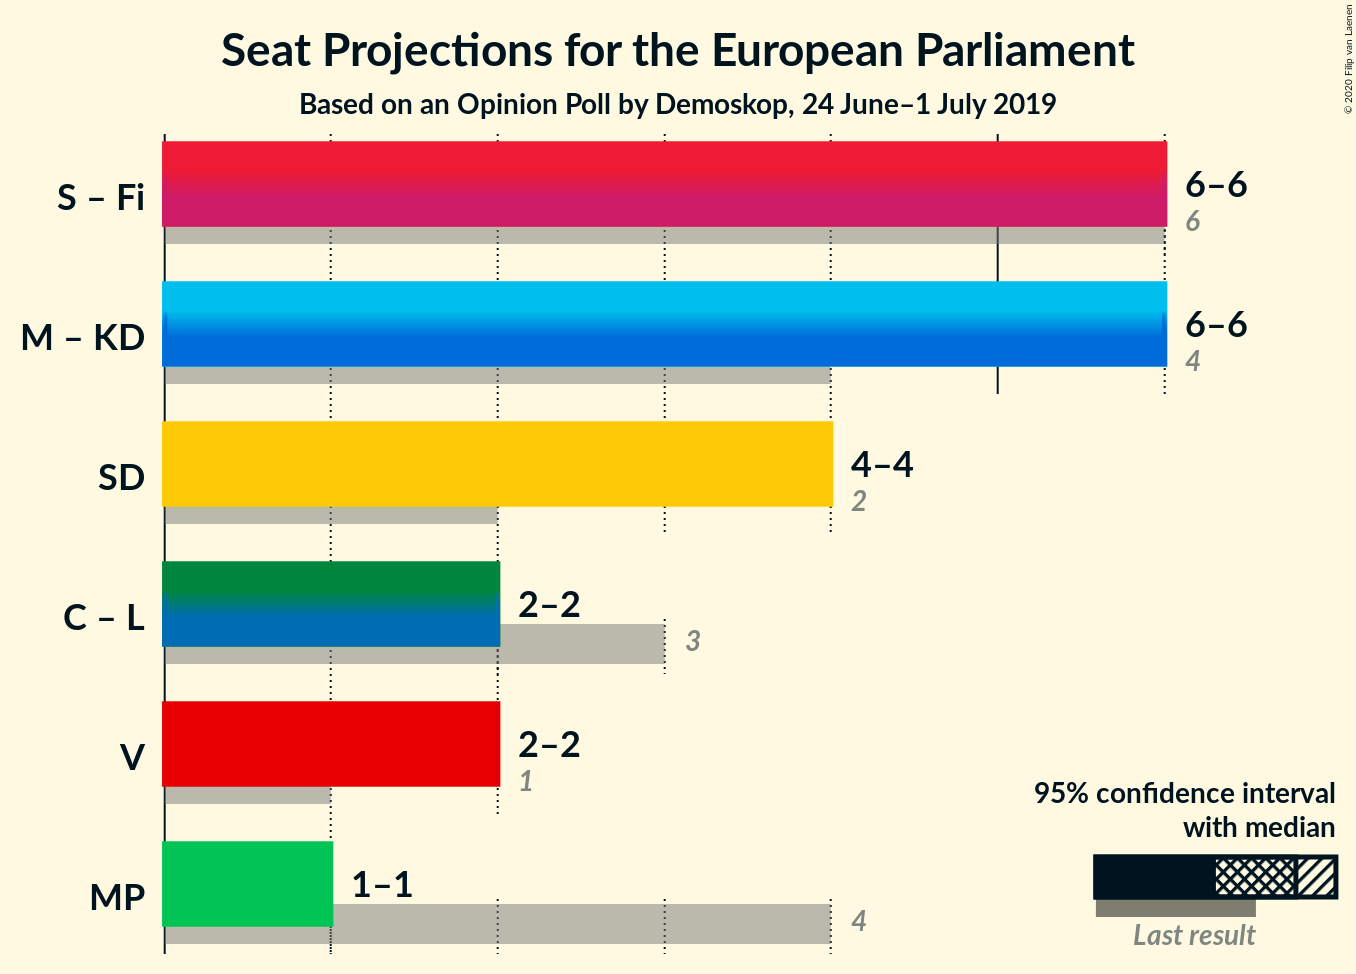 Seat Projections for the European Parliament
Based on an Opinion Poll by Demoskop, 24 June–1 July 2019
© 2020 Filip van Laenen
S – Fi
6–6
6
M – KD
6–6
4
SD
4–4
2
C – L
2–2
3
V
2–2
1
MP
1–1
4
95% confidence interval
with median
Last result